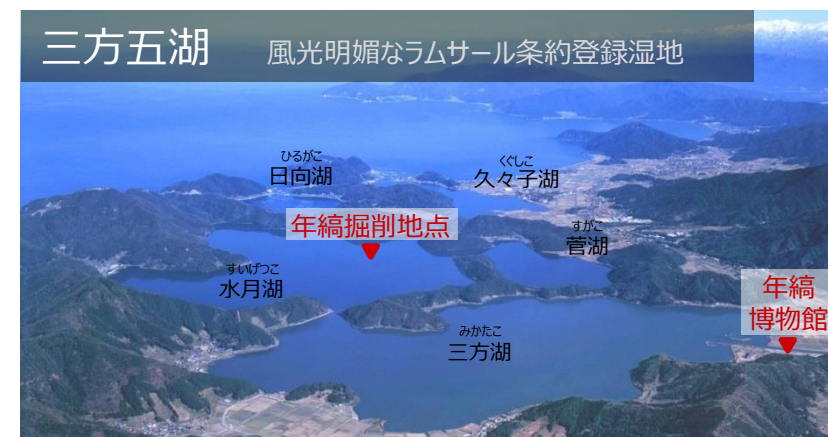 三方五湖 風光明媚なラムサール条約登録湿地
ひるがこ
日向湖
くぐしこ
久々子湖
年縞掘削地点
すがこ
菅湖
すいげつこ
水月湖
年縞
博物館
みかたこ
三方湖